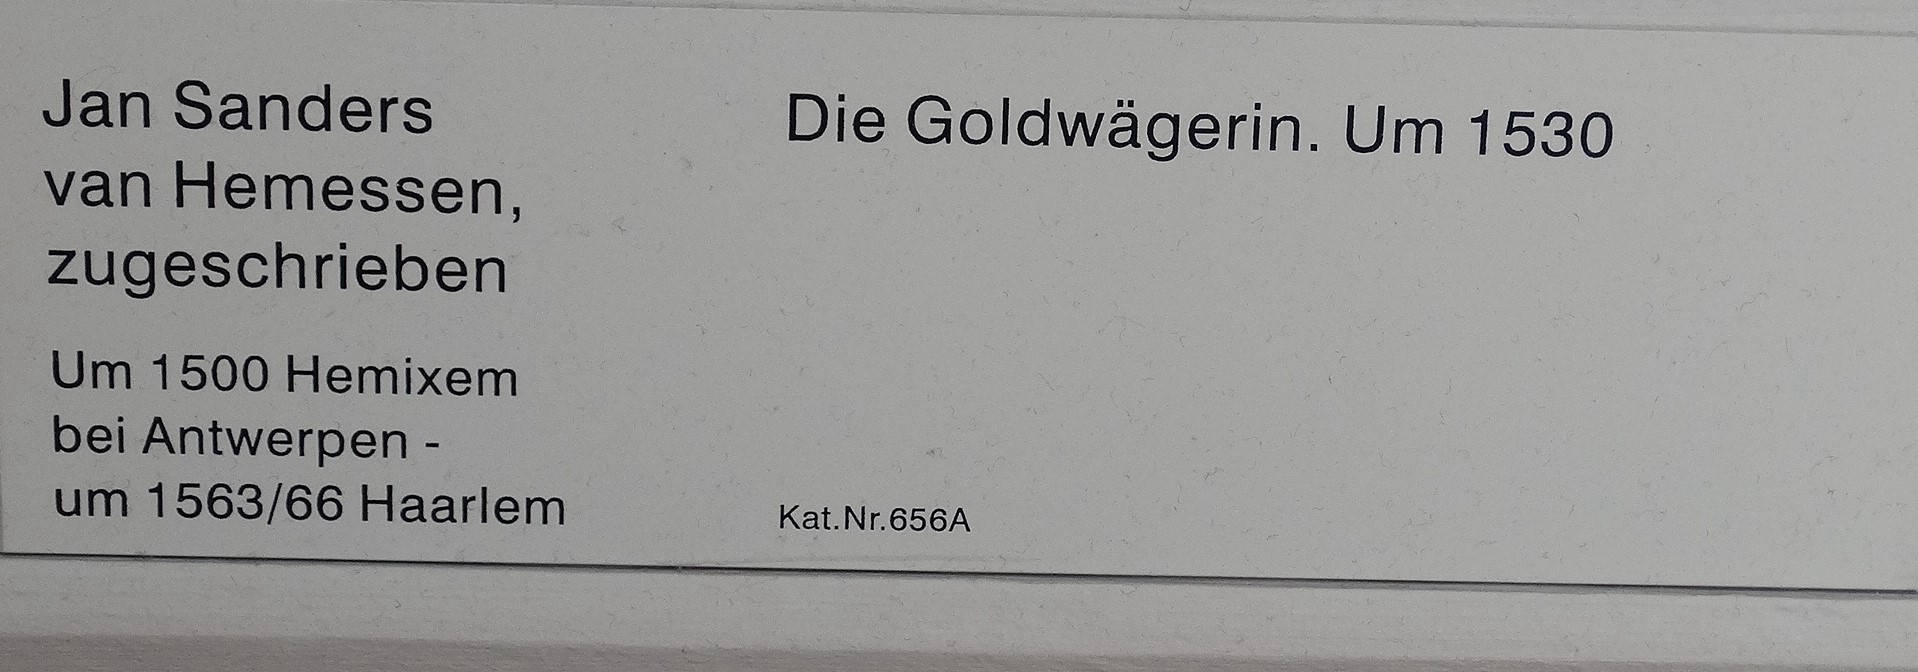 Jan Sanders
van Hemessen,
zugeschrieben
Um 1500 Hemixem
bei Antwerpen -
um 1563/66 Haarlem
Die Goldwägerin. Um 1530
Kat.Nr.656A